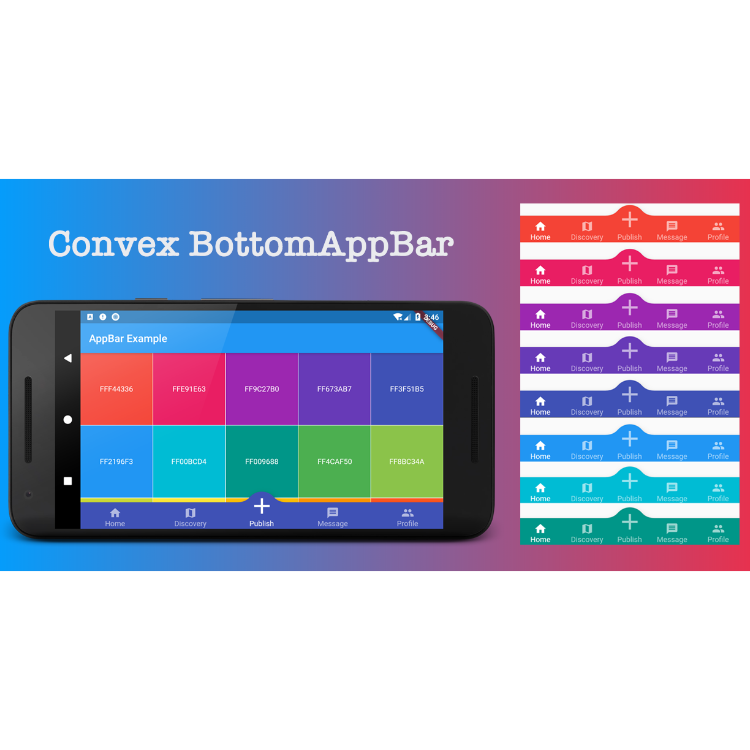 Convex BottomAppBar
3:46
DEBUG
AppBar Example
FFF44336 FFE91E63 FF9C27B0 FF673AB7 FF3F51B5
FF2196F3 FF00BCD4 FF009688 FF4CAF50 FF8BC34A
Home Discovery Publish Message Profile
Home Discovery Publish Message Profile
Home Discovery Publish Message Profile
Home Discovery Publish Message Profile
Home Discovery Publish Message Profile
Home Discovery Publish Message Profile
Home Discovery Publish Message Profile
Home Discovery Publish Message Profile
Home Discovery Publish Message Profile